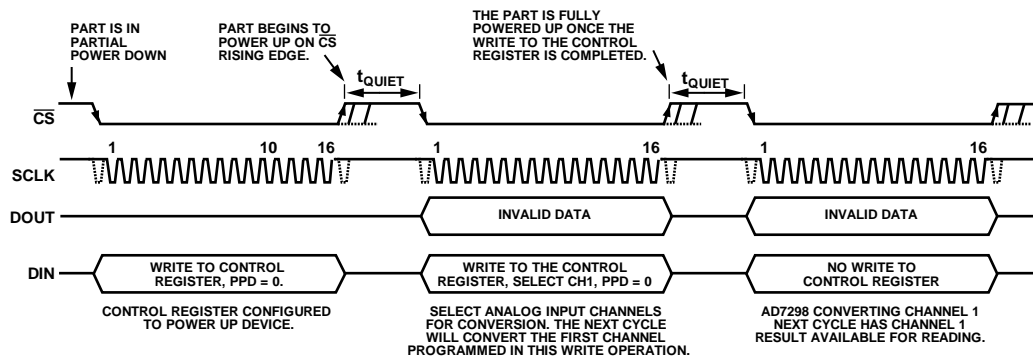 PART IS IN
PARTIAL
POWER DOWN
PART BEGINS TO
POWER UP ON CS
RISING EDGE.
THE PART IS FULLY
POWERED UP ONCE THE
WRITE TO THE CONTROL
REGISTER IS COMPLETED.
tQUIET
tQUIET
CS
1 10 16 1 16 1 16
SCLK
DOUT
INVALID DATA
INVALID DATA
DIN
WRITE TO CONTROL
REGISTER, PPD = 0.
WRITE TO THE CONTROL
REGISTER, SELECT CH1, PPD = 0
NO WRITE TO
CONTROL REGISTER
CONTROL REGISTER CONFIGURED
TO POWER UP DEVICE.
SELECT ANALOG INPUT CHANNELS
FOR CONVERSION. THE NEXT CYCLE
WILL CONVERT THE FIRST CHANNEL
PROGRAMMED IN THIS WRITE OPERATION.
AD7298 CONVERTING CHANNEL 1
NEXT CYCLE HAS CHANNEL 1
RESULT AVAILABLE FOR READING.